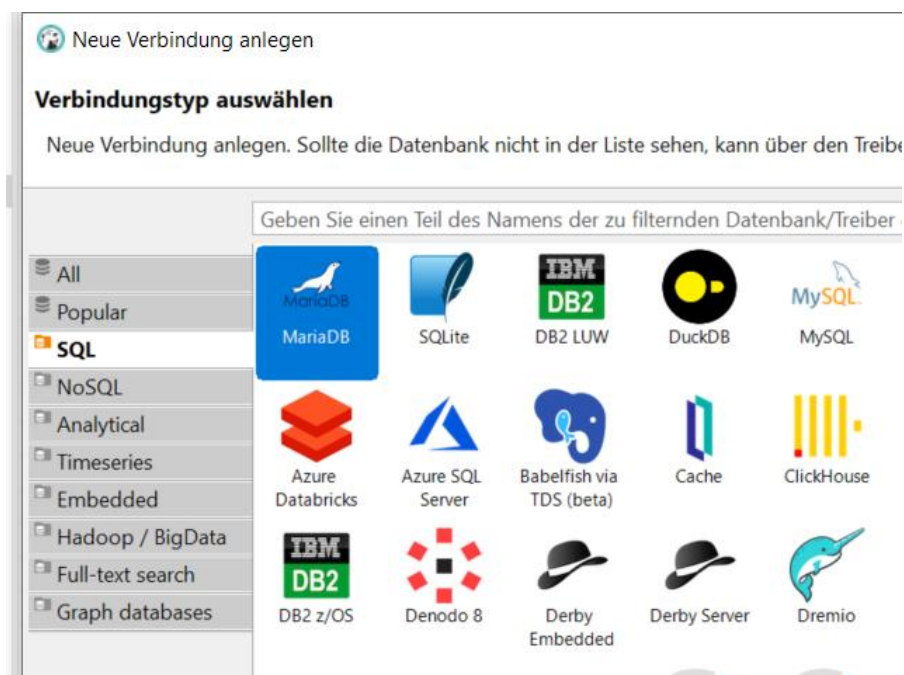 Neue Verbindung anlegen
Verbindungstyp auswählen
Neue Verbindung anlegen. Sollte die Datenbank nicht in der Liste sehen, kann über den Treibe
Geben Sie einen Teil des Namens der zu filternden Datenbank/Treiber
All
Popular
SQL
NoSQL
Analytical
Timeseries
Embedded
Hadoop / BigData
Full-text search
Graph databases
MariaDB
MariaDB
SQLite
IBM
DB2
DB2 LUW
DuckDB
MySQL
MySQL
Azure
Databricks
Azure SQL
Server
Babelfish via
TDS (beta)
Cache
ClickHouse
IBM
DB2
DB2 z/OS
Denodo 8
Derby
Embedded
Derby Server
Dremio